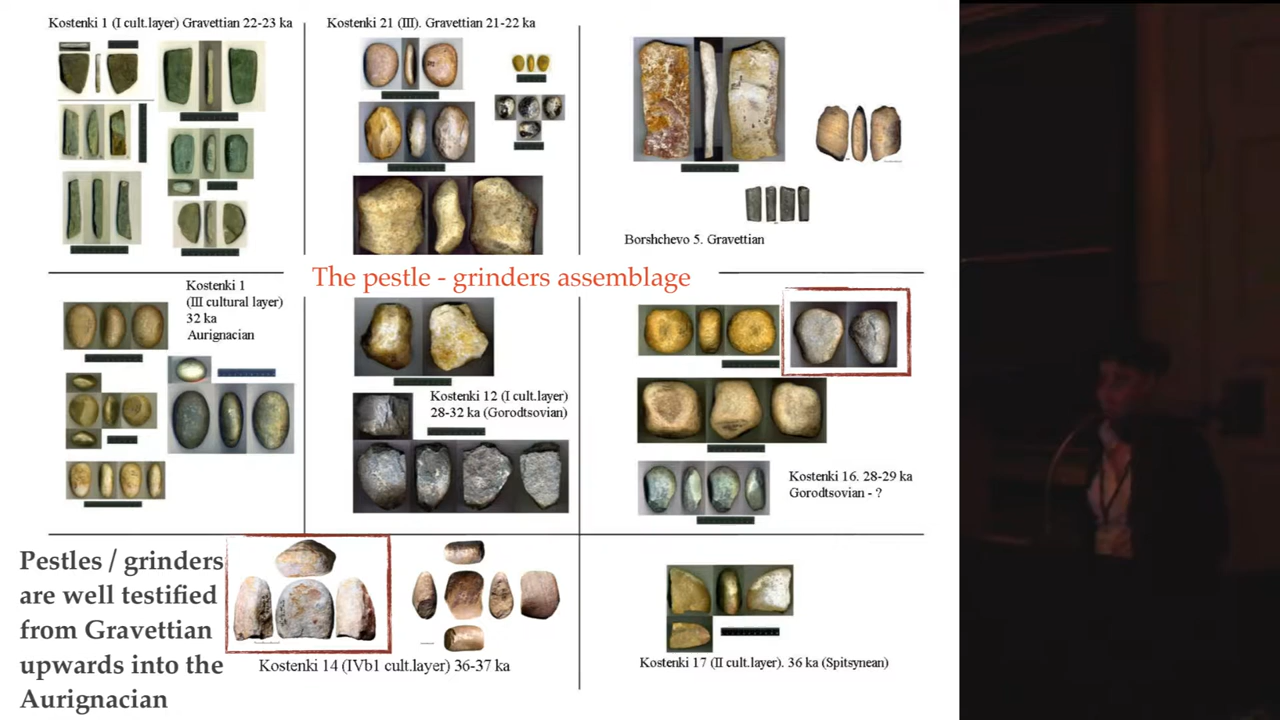 Kostenki 1 (I cult.layer) Gravettian 22-23 ka
Kostenki 21 (III). Gravettian 21-22 ka
Borshchevo 5. Gravettian
The pestle - grinders assemblage
Kostenki 1
(III cultural layer)
32 ka
Aurignacian
Kostenki 12 (I cult.layer)
28-32 ka (Gorodtsovian)
Kostenki 16. 28-29 ka
Gorodtsovian - ?
Pestles / grinders
are well testified
from Gravettian
upwards into the
Aurignacian
Kostenki 14 (IVb1 cult.layer) 36-37 ka
Kostenki 17 (II cult.layer). 36 ka (Spitsynean)